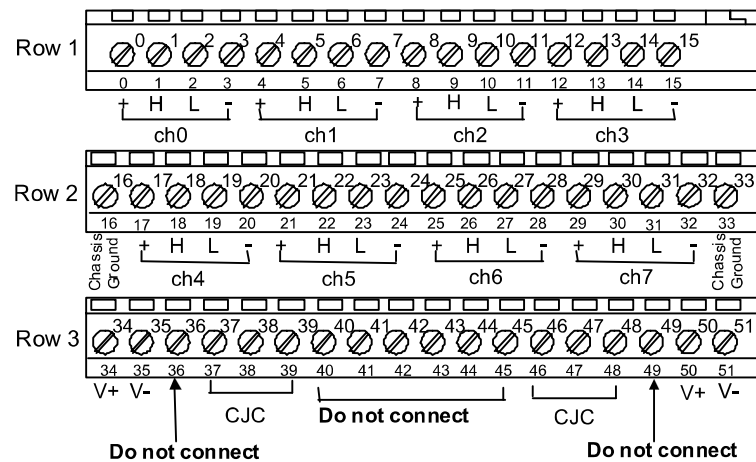 Row 1
0 1 2 3 4 5 6 7 8 9 10 11 12 13 14 15
0 1 2 3 4 5 6 7 8 9 10 11 12 13 14 15
+ H L - + H L - + H L - + H L -
ch0 ch1 ch2 ch3
Row 2
16 17 18 19 20 21 22 23 24 25 26 27 28 29 30 31 32 33
16 17 18 19 20 21 22 23 24 25 26 27 28 29 30 31 32 33
Chassis Ground + H L - + H L - + H L - + H L - Chassis Ground
ch4 ch5 ch6 ch7
Row 3
34 35 36 37 38 39 40 41 42 43 44 45 46 47 48 49 50 51
34 35 36 37 38 39 40 41 42 43 44 45 46 47 48 49 50 51
V+ V- CJC Do not connect CJC V+ V-
Do not connect Do not connect